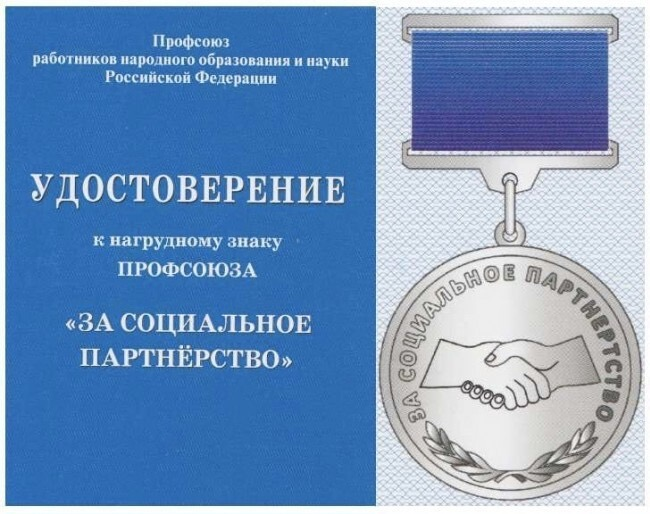 Профсоюз
работников народного образования и науки
Российской Федерации
УДОСТОВЕРЕНИЕ
к нагрудному знаку
ПРОФСОЮЗА
«ЗА СОЦИАЛЬНОЕ
ПАРТНЁРСТВО»
ЗА СОЦИАЛЬНОЕ ПАРТНЕРТСТВО